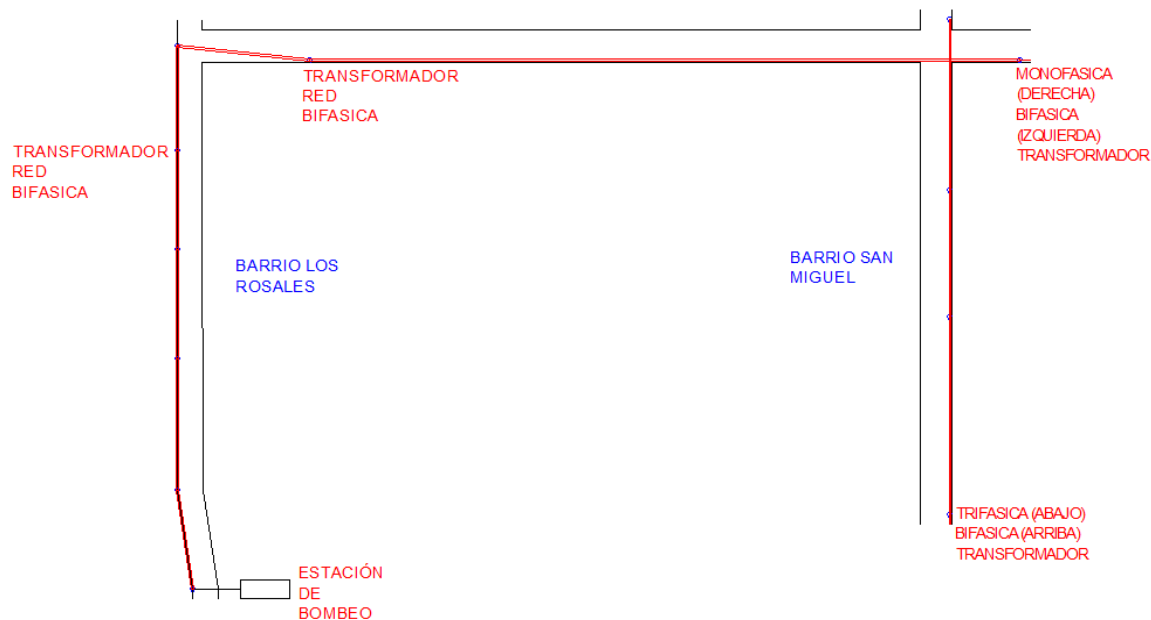 TRANSFORMADOR
RED
BIFASICA
MONOFASICA
(DERECHA)
BIFASICA
(IZQUIERDA)
TRANSFORMADOR
TRANSFORMADOR
RED
BIFASICA
BARRIO LOS
ROSALES
BARRIO SAN
MIGUEL
TRIFASICA (ABAJO)
BIFASICA (ARRIBA)
TRANSFORMADOR
ESTACIÓN
DE
BOMBEO